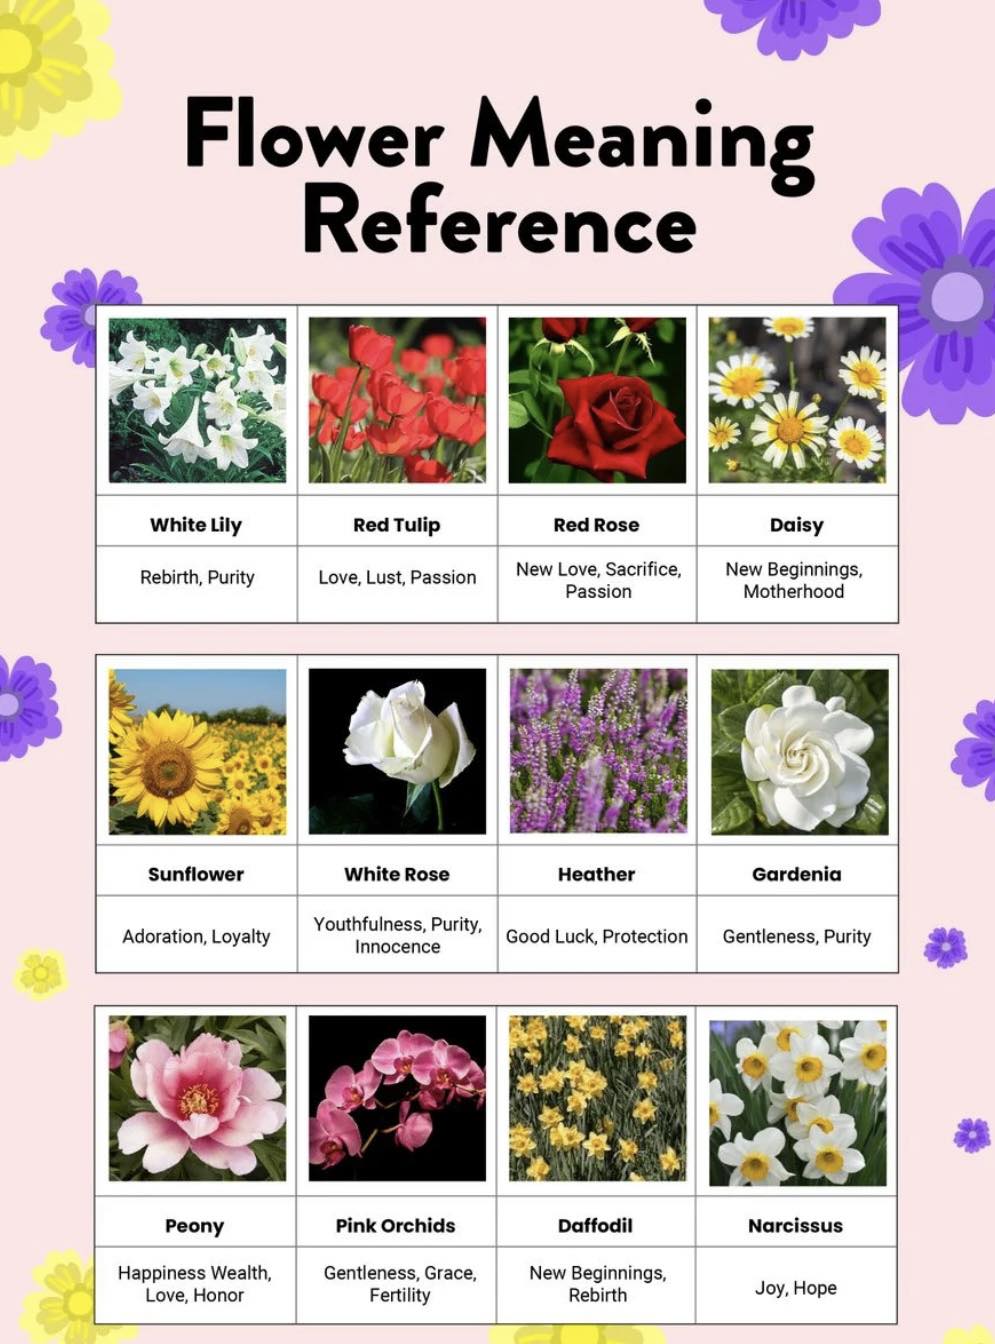 Flower Meaning
Reference
White Lily
Red Tulip
Red Rose
Daisy
Rebirth, Purity
Love, Lust, Passion
New Love, Sacrifice,
Passion
New Beginnings,
Motherhood
Sunflower
White Rose
Heather
Gardenia
Adoration, Loyalty
Youthfulness, Purity,
Innocence
Good Luck, Protection
Gentleness, Purity
Peony
Pink Orchids
Daffodil
Narcissus
Happiness Wealth,
Love, Honor
Gentleness, Grace,
Fertility
New Beginnings,
Rebirth
Joy, Hope